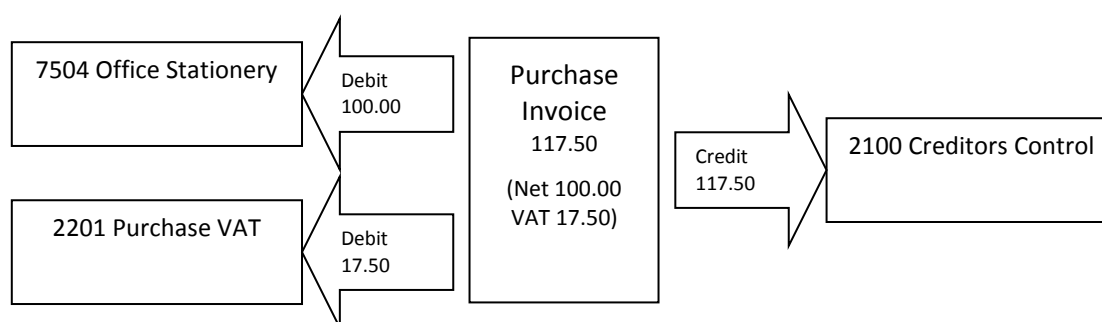 7504 Office Stationery
Debit
100.00
2201 Purchase VAT
Debit
17.50
Purchase
Invoice
117.50
(Net 100.00
VAT 17.50)
Credit
117.50
2100 Creditors Control